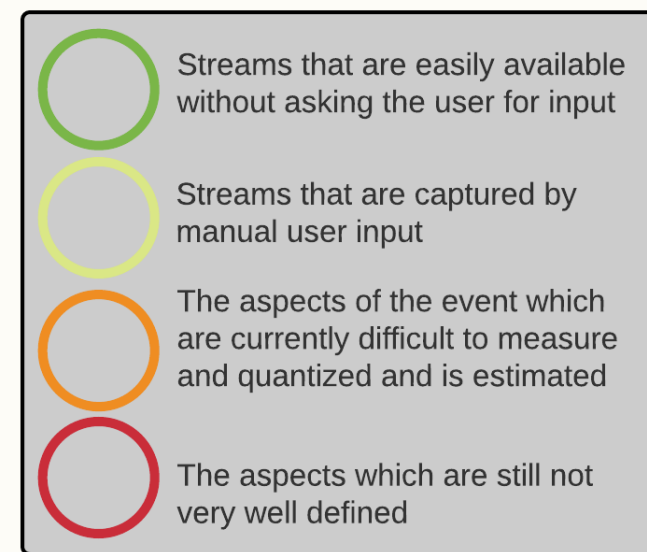 Streams that are easily available
without asking the user for input
Streams that are captured by
manual user input
The aspects of the event which
are currently difficult to measure
and quantized and is estimated
The aspects which are still not
very well defined